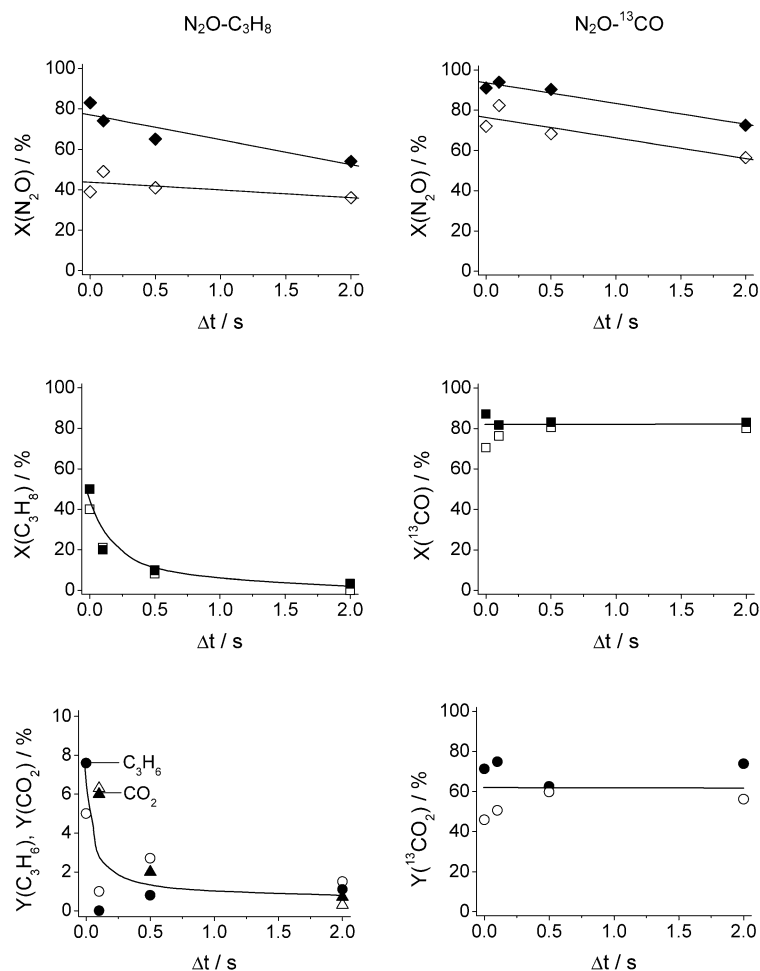 N₂O-C₃H₈
N₂O-¹³CO
100
80
60
40
20
0
X(N₂O) / %
0.0 0.5 1.0 1.5 2.0
Δt / s
100
80
60
40
20
0
X(N₂O) / %
0.0 0.5 1.0 1.5 2.0
Δt / s
100
80
60
40
20
0
X(C₃H₈) / %
0.0 0.5 1.0 1.5 2.0
Δt / s
100
80
60
40
20
0
X(¹³CO) / %
0.0 0.5 1.0 1.5 2.0
Δt / s
10
8
6
4
2
0
Y(C₃H₆), Y(CO₂) / %
C₃H₆
CO₂
0.0 0.5 1.0 1.5 2.0
Δt / s
100
80
60
40
20
0
Y(¹³CO₂) / %
0.0 0.5 1.0 1.5 2.0
Δt / s